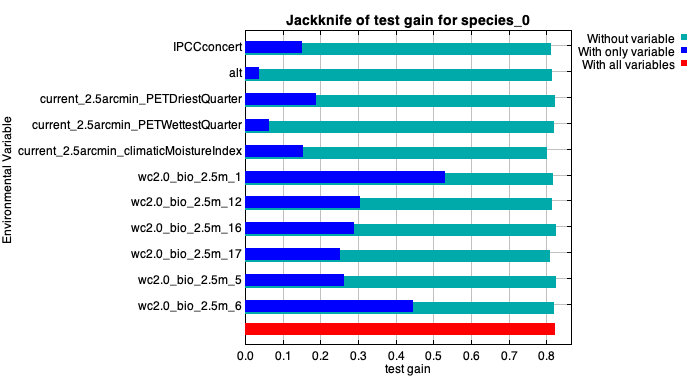 Jackknife of test gain for species_0
Without variable
With only variable
With all variables
Environmental Variable
IPCCconcert
alt
current_2.5arcmin_PETDriestQuarter
current_2.5arcmin_PETWettestQuarter
current_2.5arcmin_climaticMoistureIndex
wc2.0_bio_2.5m_1
wc2.0_bio_2.5m_12
wc2.0_bio_2.5m_16
wc2.0_bio_2.5m_17
wc2.0_bio_2.5m_5
wc2.0_bio_2.5m_6
0.0 0.1 0.2 0.3 0.4 0.5 0.6 0.7 0.8
test gain